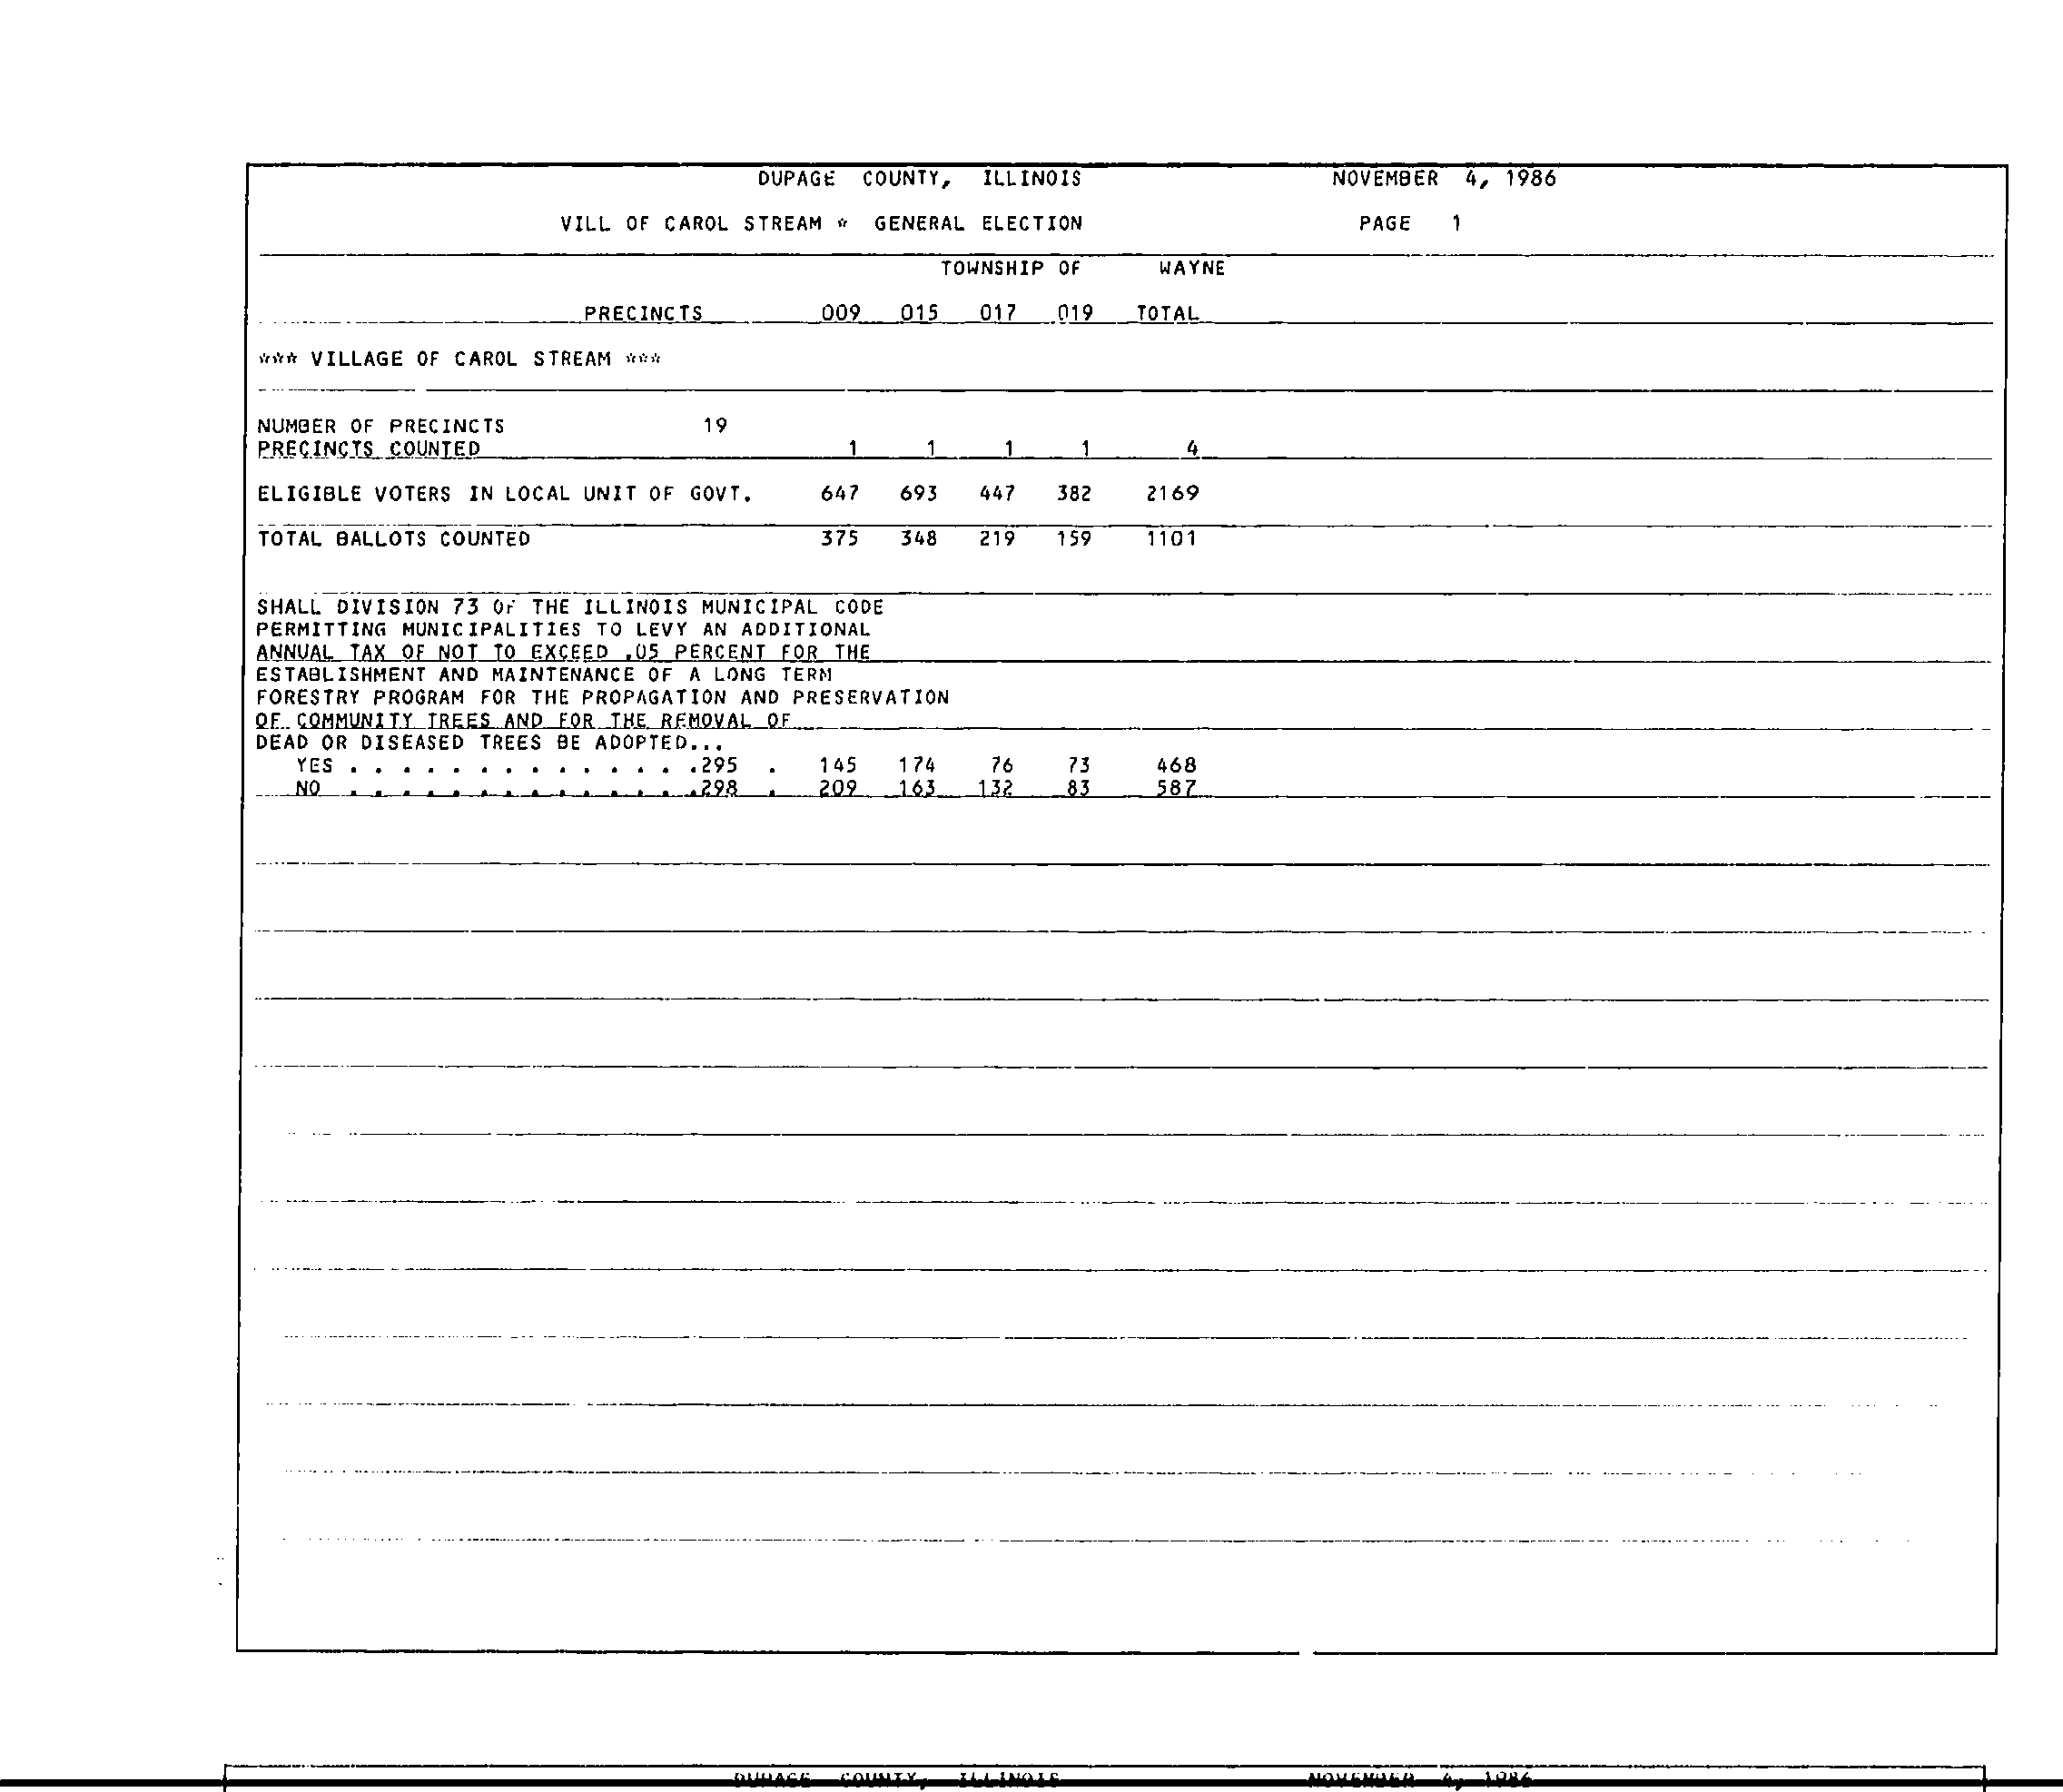 DUPAGE COUNTY, ILLINOIS NOVEMBER 4, 1986
VILL OF CAROL STREAM * GENERAL ELECTION PAGE 1
TOWNSHIP OF WAYNE
PRECINCTS 009 015 017 019 TOTAL
*** VILLAGE OF CAROL STREAM ***
NUMBER OF PRECINCTS 19
PRECINCTS COUNTED 1 1 1 1 4
ELIGIBLE VOTERS IN LOCAL UNIT OF GOVT. 647 693 447 382 2169
TOTAL BALLOTS COUNTED 375 348 219 159 1101
SHALL DIVISION 73 OF THE ILLINOIS MUNICIPAL CODE
PERMITTING MUNICIPALITIES TO LEVY AN ADDITIONAL
ANNUAL TAX OF NOT TO EXCEED .05 PERCENT FOR THE
ESTABLISHMENT AND MAINTENANCE OF A LONG TERM
FORESTRY PROGRAM FOR THE PROPAGATION AND PRESERVATION
OF COMMUNITY TREES AND FOR THE REMOVAL OF
DEAD OR DISEASED TREES BE ADOPTED...
YES . . . . . . . . . . . . . .295 . 145 174 76 73 468
NO . . . . . . . . . . . . . .298 . 209 163 132 83 587
DUPAGE COUNTY, ILLINOIS NOVEMBER 4, 1986